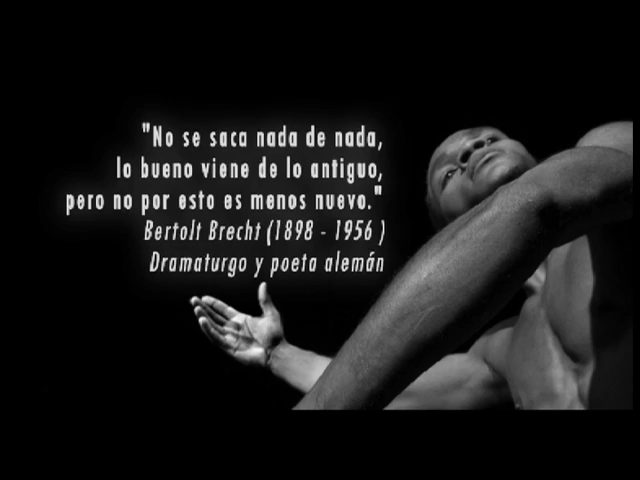 "No se saca nada de nada,
lo bueno viene de lo antiguo,
pero no por esto es menos nuevo."
Bertolt Brecht (1898 - 1956 )
Dramaturgo y poeta alemán